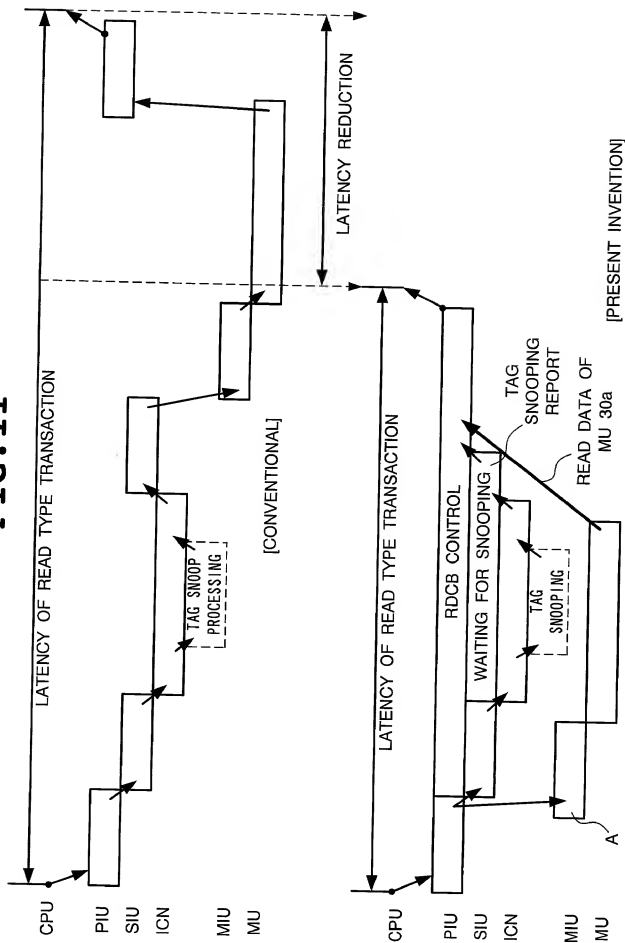 FIG. 11
LATENCY OF READ TYPE TRANSACTION
CPU
PIU
SIU
ICN
MIU
MU
TAG SNOOP
PROCESSING
[CONVENTIONAL]
LATENCY REDUCTION
LATENCY OF READ TYPE TRANSACTION
CPU
PIU
SIU
ICN
MIU
MU
RDCB CONTROL
WAITING FOR SNOOPING
TAG
SNOOPING
TAG
SNOOPING
REPORT
READ DATA OF
MU 30a
A
[PRESENT INVENTION]